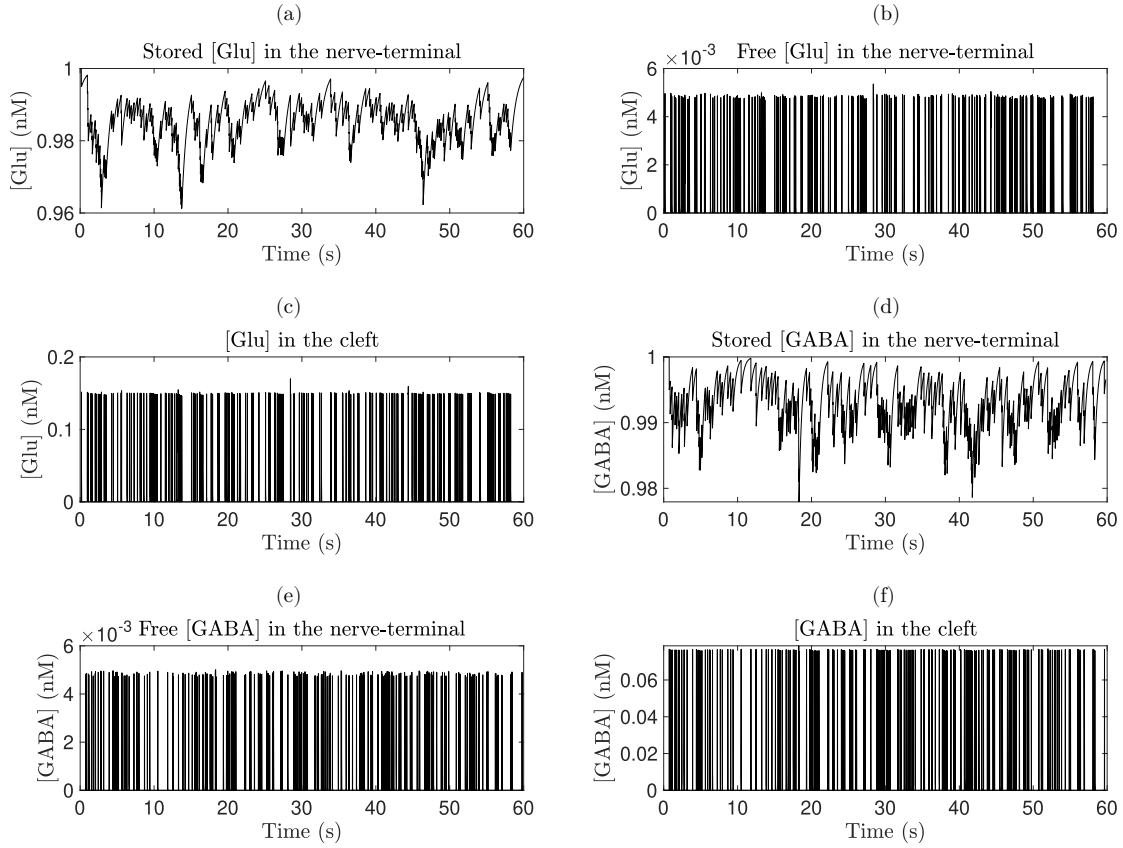 (a)
Stored [Glu] in the nerve-terminal
1
0.98
0.96
[Glu] (nM)
0 10 20 30 40 50 60
Time (s)
(b)
×10-3
Free [Glu] in the nerve-terminal
6
4
2
0
[Glu] (nM)
0 10 20 30 40 50 60
Time (s)
(c)
[Glu] in the cleft
0.2
0.1
0
[Glu] (nM)
0 10 20 30 40 50 60
Time (s)
(d)
Stored [GABA] in the nerve-terminal
1
0.99
0.98
[GABA] (nM)
0 10 20 30 40 50 60
Time (s)
(e)
×10-3
Free [GABA] in the nerve-terminal
6
4
2
0
[GABA] (nM)
0 10 20 30 40 50 60
Time (s)
(f)
[GABA] in the cleft
0.06
0.04
0.02
0
[GABA] (nM)
0 10 20 30 40 50 60
Time (s)